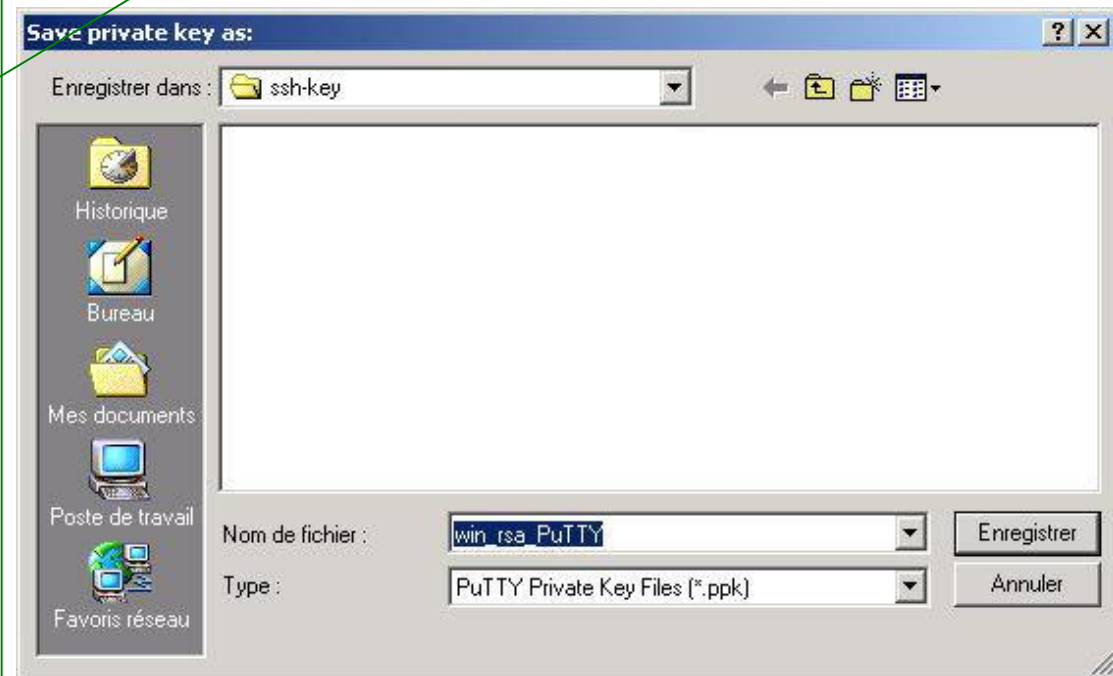 Save private key as:
Enregistrer dans : ssh-key
Historique
Bureau
Mes documents
Poste de travail
Favoris réseau
Nom de fichier : win_rsa_PuTTY Enregistrer
Type : PuTTY Private Key Files (*.ppk) Annuler